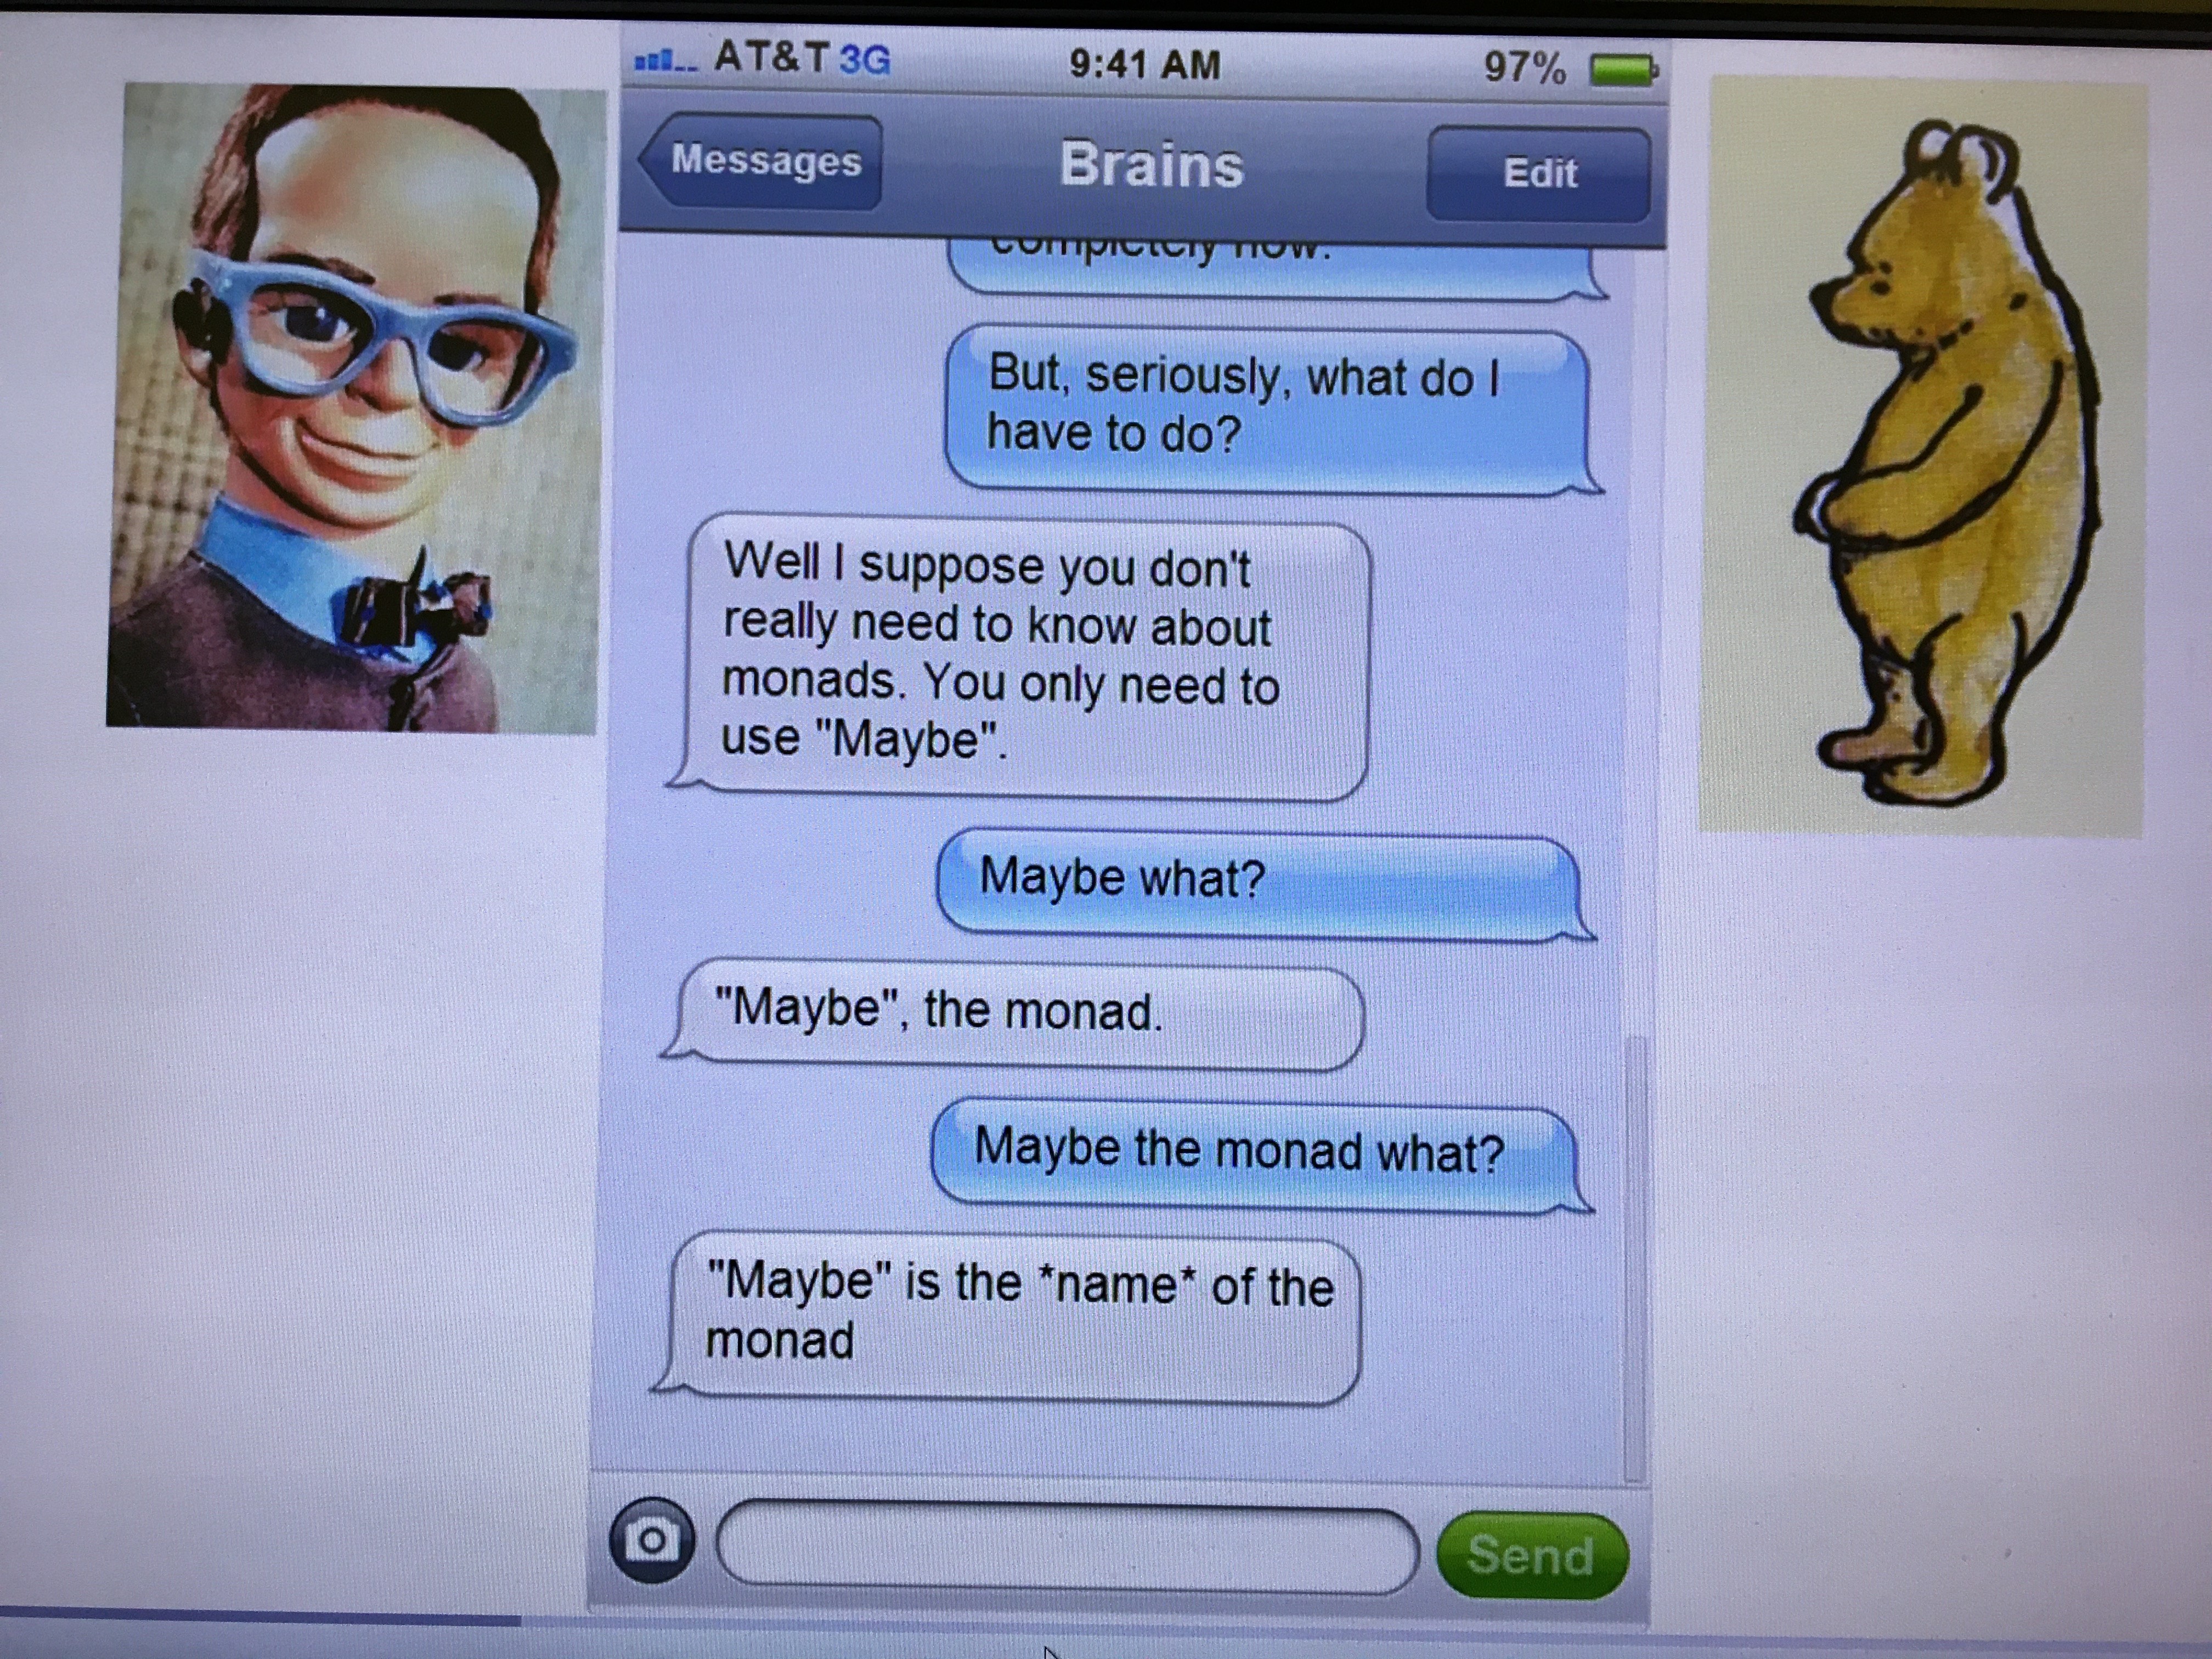 AT&T 3G 9:41 AM 97%
Messages Brains Edit
completely now.
But, seriously, what do I
have to do?
Well I suppose you don't
really need to know about
monads. You only need to
use "Maybe".
Maybe what?
"Maybe", the monad.
Maybe the monad what?
"Maybe" is the *name* of the
monad
Send